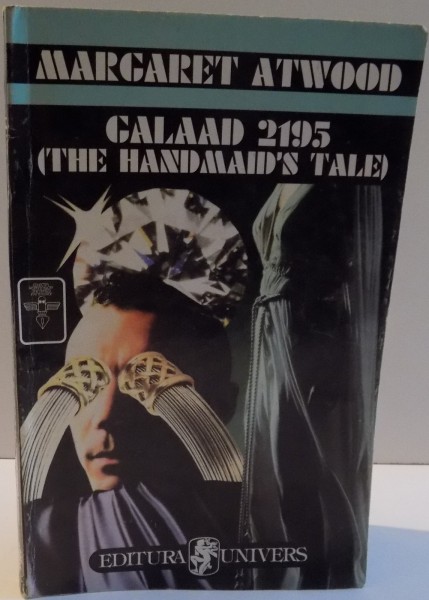 MARGARET ATWOOD
GALAAD 2195
(THE HANDMAID'S TALE)
EDITURA UNIVERS